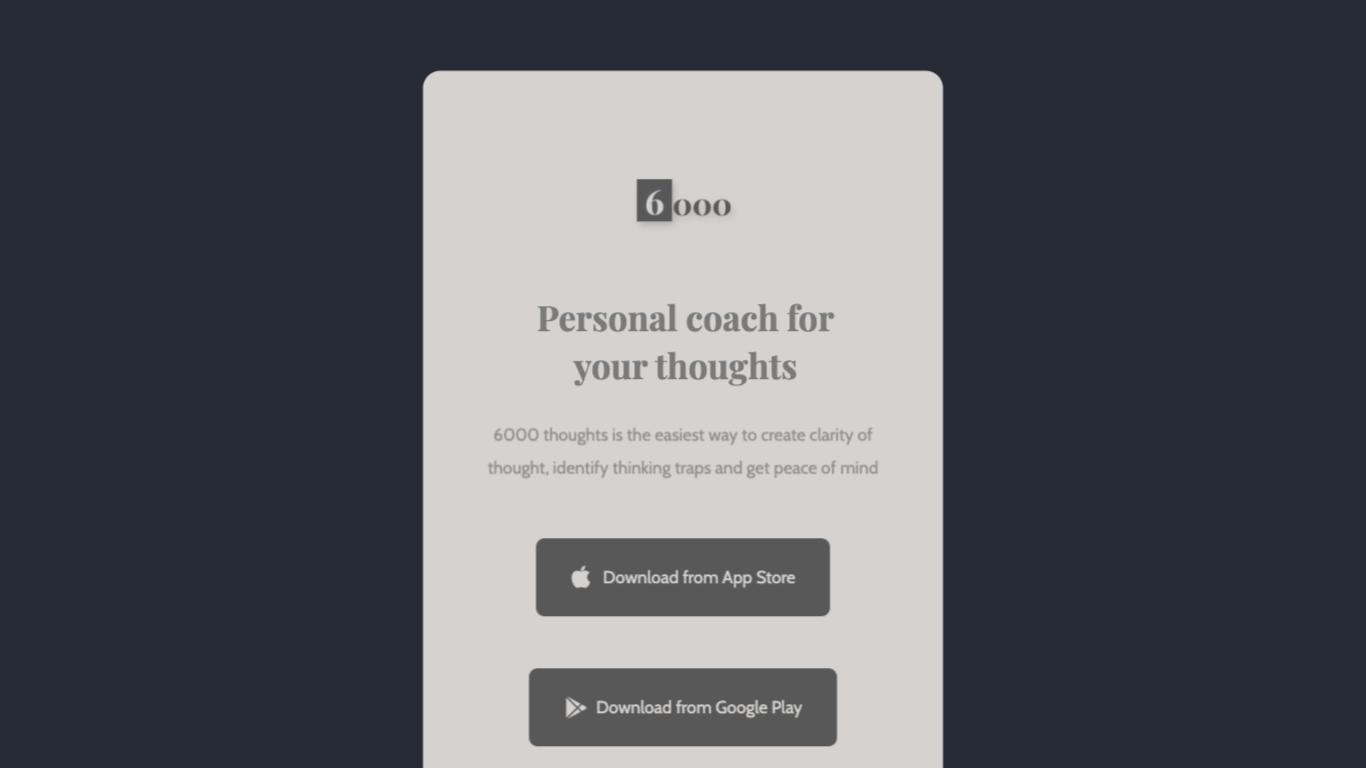 6000
Personal coach for
your thoughts
6000 thoughts is the easiest way to create clarity of
thought, identify thinking traps and get peace of mind
Download from App Store
Download from Google Play